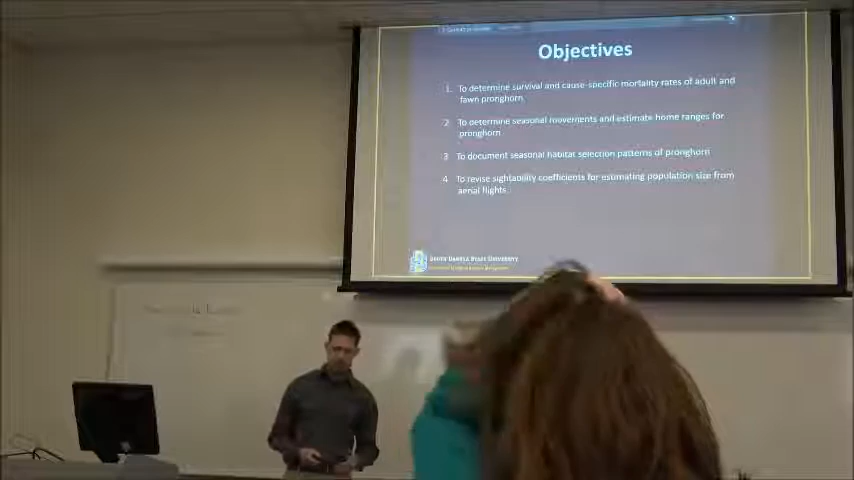 Objectives
1. To determine survival and cause-specific mortality rates of adult and
fawn pronghorn
2 To determine seasonal movements and estimate home ranges for
pronghorn
3 To document seasonal habitat selection patterns of pronghorn
4 To revise sightability coefficients for estimating population size from
aerial flights
South Dakota State University